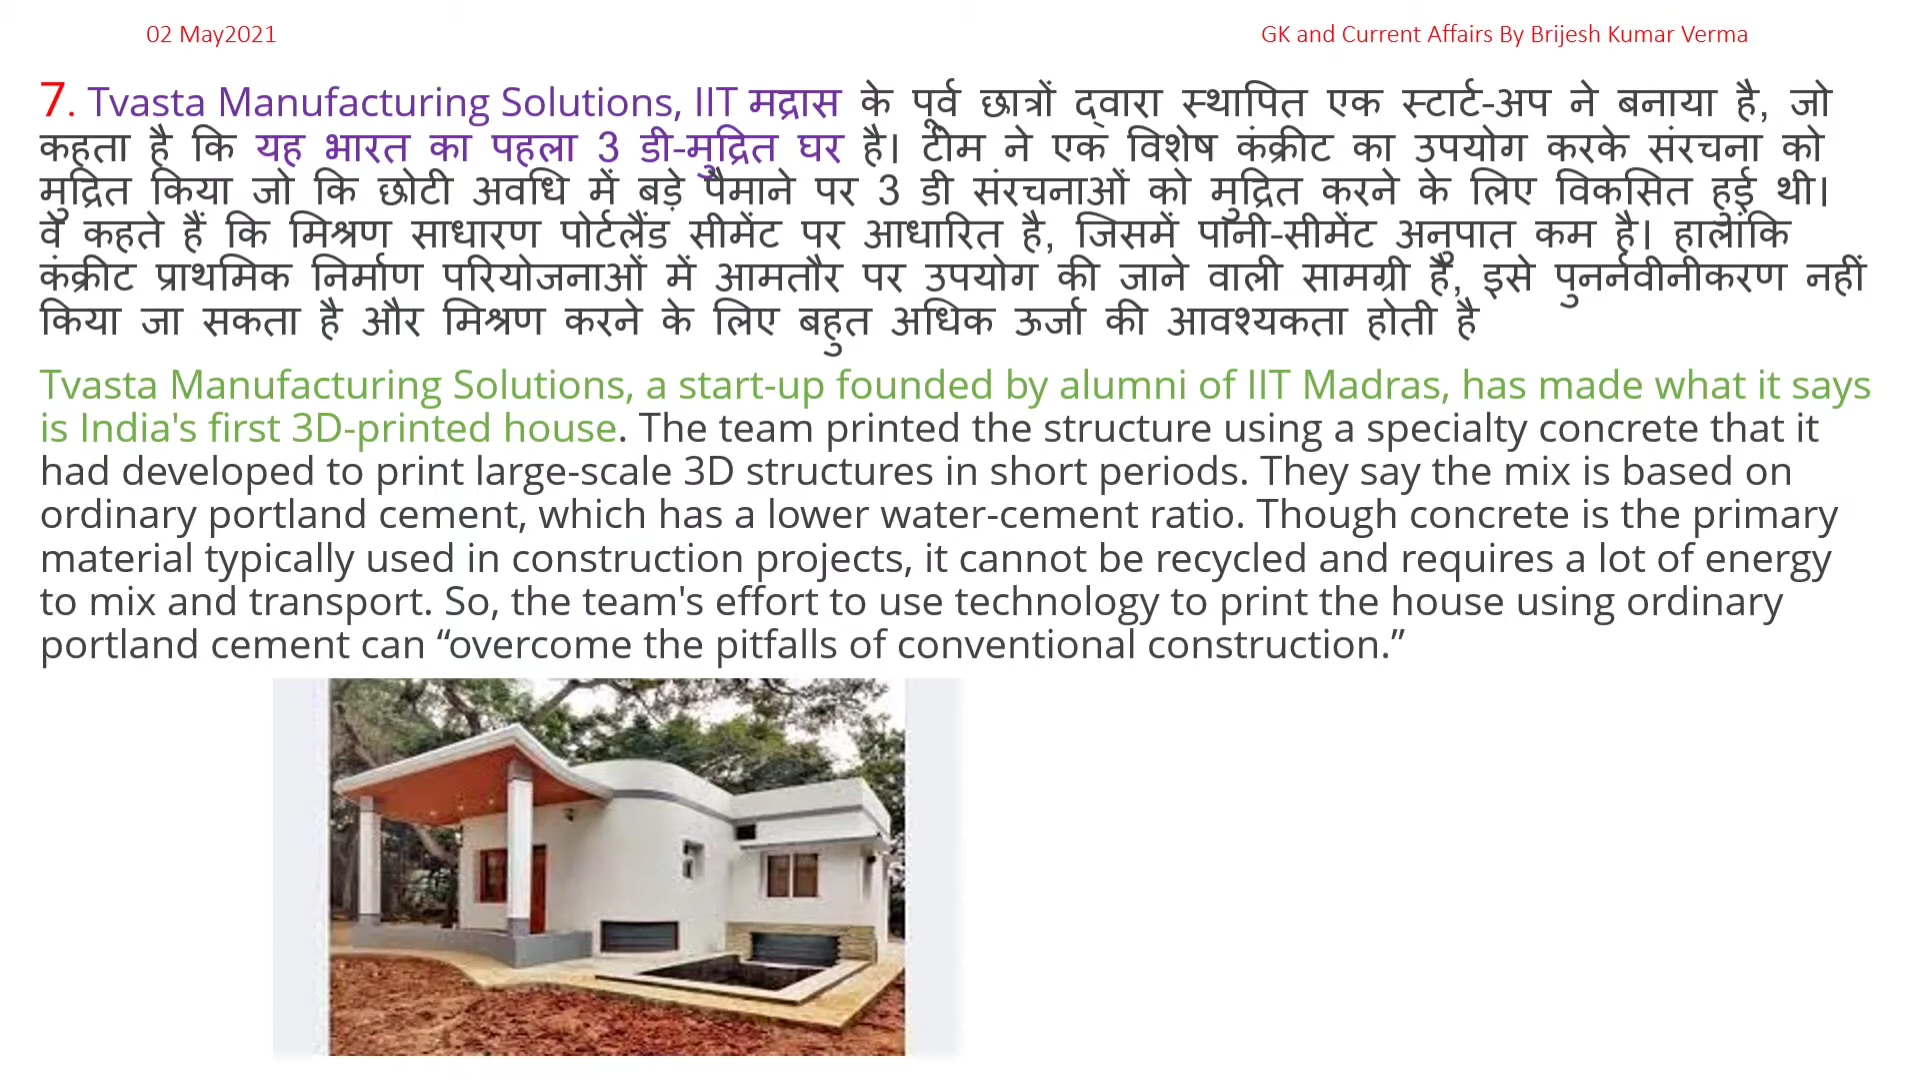 02 May2021
GK and Current Affairs By Brijesh Kumar Verma
7. Tvasta Manufacturing Solutions, IIT मद्रास के पूर्व छात्रों द्वारा स्थापित एक स्टार्ट-अप ने बनाया है, जो
कहता है कि यह भारत का पहला 3 डी-मुद्रित घर है। टीम ने एक विशेष कंक्रीट का उपयोग करके संरचना को
मुद्रित किया जो कि छोटी अवधि में बड़े पैमाने पर 3 डी संरचनाओं को मुद्रित करने के लिए विकसित हुई थी।
वे कहते हैं कि मिश्रण साधारण पोर्टलैंड सीमेंट पर आधारित है, जिसमें पानी-सीमेंट अनुपात कम है। हालांकि
कंक्रीट प्राथमिक निर्माण परियोजनाओं में आमतौर पर उपयोग की जाने वाली सामग्री है, इसे पुनर्नवीनीकरण नहीं
किया जा सकता है और मिश्रण करने के लिए बहुत अधिक ऊर्जा की आवश्यकता होती है
Tvasta Manufacturing Solutions, a start-up founded by alumni of IIT Madras, has made what it says
is India's first 3D-printed house. The team printed the structure using a specialty concrete that it
had developed to print large-scale 3D structures in short periods. They say the mix is based on
ordinary portland cement, which has a lower water-cement ratio. Though concrete is the primary
material typically used in construction projects, it cannot be recycled and requires a lot of energy
to mix and transport. So, the team's effort to use technology to print the house using ordinary
portland cement can “overcome the pitfalls of conventional construction.”